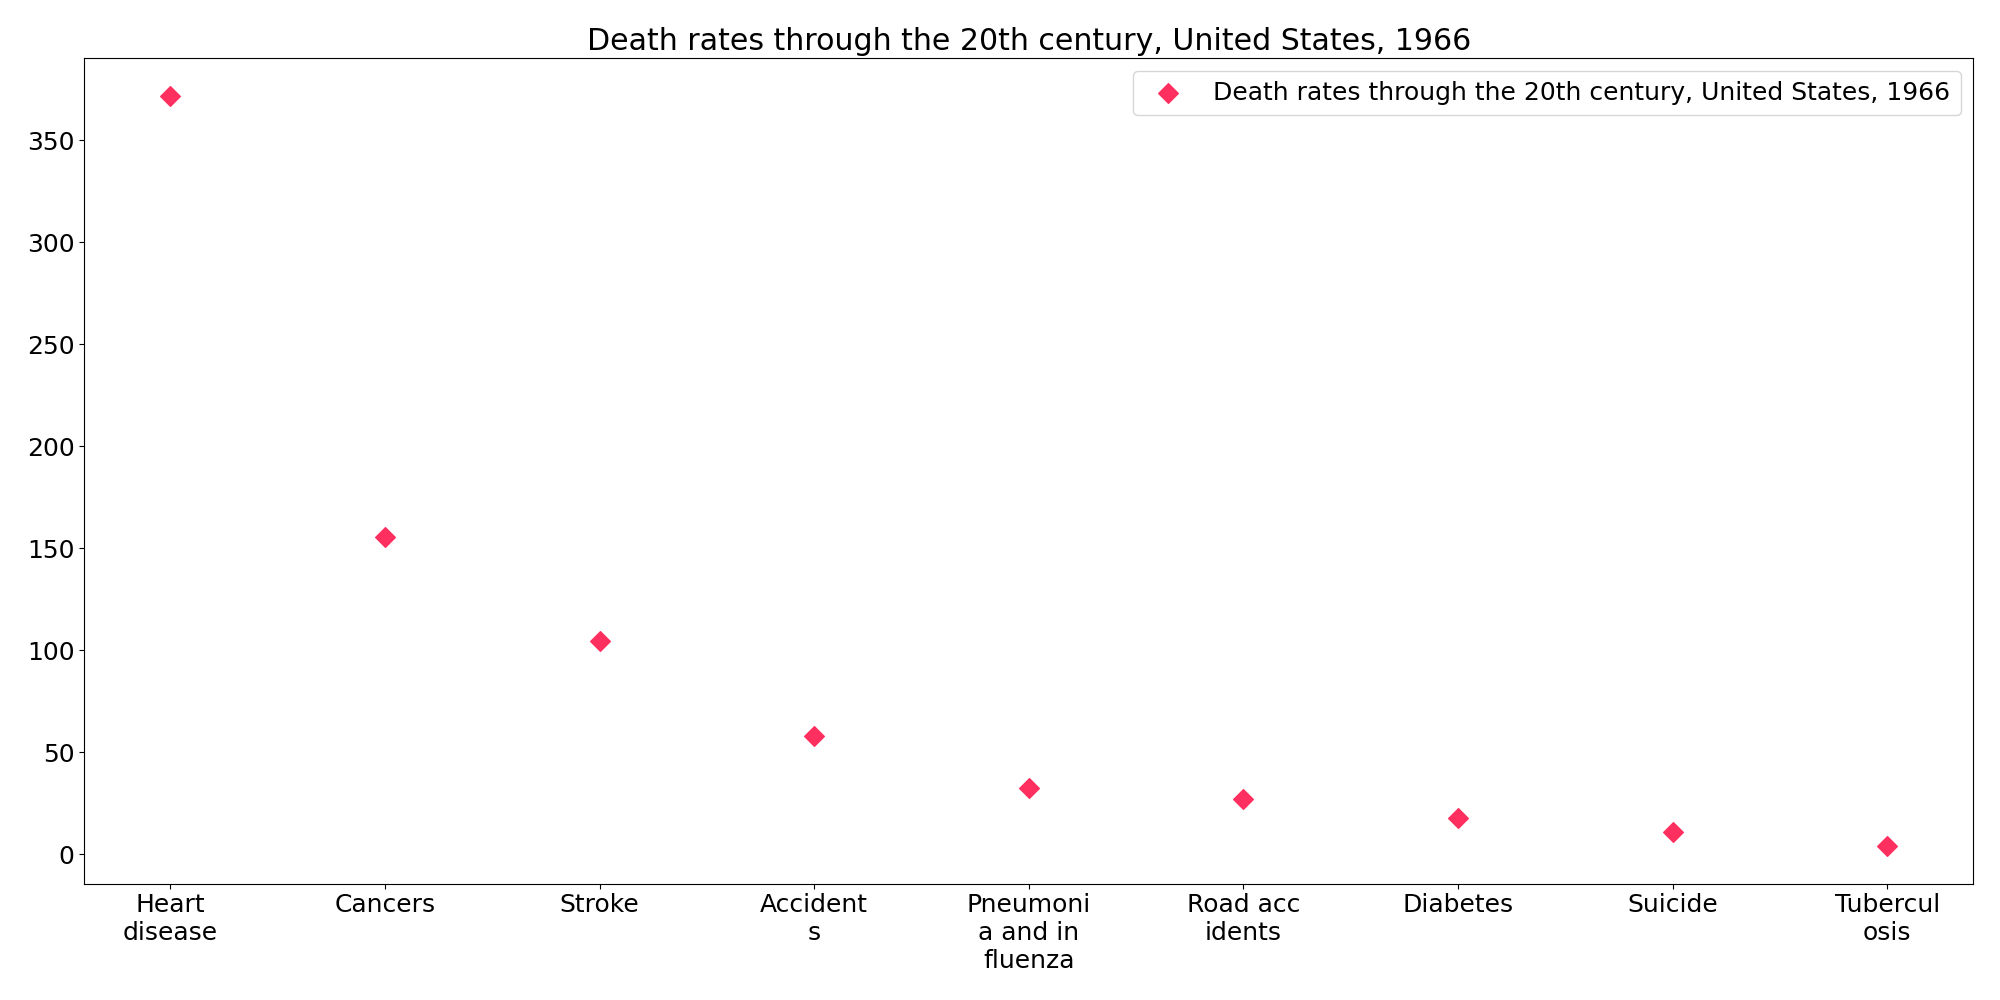 Death rates through the 20th century, United States, 1966
Death rates through the 20th century, United States, 1966
350
300
250
200
150
100
50
0
Heart
disease
Cancers
Stroke
Accident
s
Pneumoni
a and in
fluenza
Road acc
idents
Diabetes
Suicide
Tubercul
osis